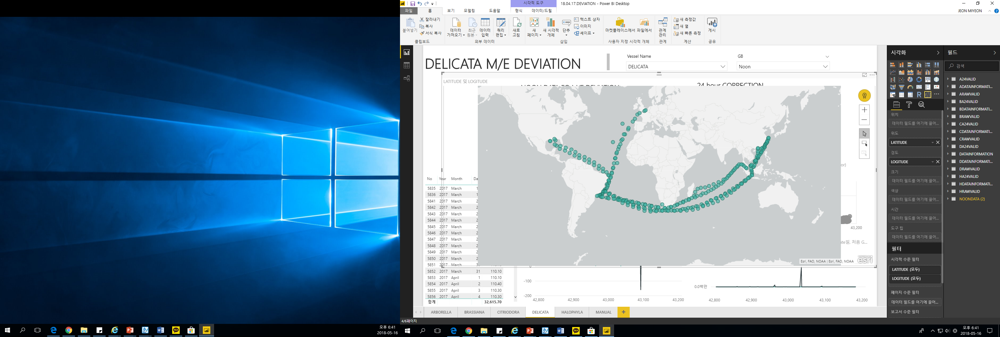 시각적 도구
18.04.17.DEVIATION - Power BI Desktop
파일
홈
보기
모델링
도움말
형식
데이터/드릴
JEON MIYEON
붙여넣기
잘라내기
복사
서식 복사
클립보드
데이터 가져오기
최근 원본
데이터 입력
외부 데이터
쿼리 편집
새로 고침
새 페이지
새 시각적 개체
단추
텍스트 상자
이미지
셰이프
삽입
마켓플레이스에서
파일에서
사용자 지정 시각적 개체
관계 관리
관계
새 측정값
새 열
새 빠른 측정
계산
게시
공유
DELICATA M/E DEVIATION
Vessel Name
DELICATA
GB
Noon
LATITUDE 및 LOGITUDE
24 hour CORRECTION
No Year Month Da
5835 2017 March 1
5836 2017 March 1
5841 2017 March 2
5842 2017 March 2
5843 2017 March 2
5844 2017 March 2
5845 2017 March 2
5846 2017 March 2
5847 2017 March 2
5848 2017 March 2
5849 2017 March 2
5850 2017 March 2
5851 2017 March
5852 2017 March 31 110.10
5853 2017 April 1 110.10
5854 2017 April 2 110.40
5855 2017 April 3 110.30
5856 2017 April 4 110.30
합계 32,615.70
Esri, FAO, NOAA | Esri, FAO, NOAA
esri
or)
43,200
ate일, 처음 G...
0
-100
-200
42,800 42,900 43,000 43,100 43,200
0.0백만
42,800 42,900 43,000 43,100 43,200
ARBORELLA
BRASSIANA
CITRIODORA
DELICATA
HALOPHYLA
MANUAL
4/6페이지
시각화
R
위치
데이터 필드를 여기에 끌어...
위도
LATITUDE
경도
LOGITUDE
크기
데이터 필드를 여기에 끌어...
색상
데이터 필드를 여기에 끌어...
시간
데이터 필드를 여기에 끌어...
도구 팁
데이터 필드를 여기에 끌어...
필터
시각적 수준 필터
LATITUDE (모두)
LOGITUDE (모두)
페이지 수준 필터
데이터 필드를 여기에 끌어...
보고서 수준 필터
필드
검색
A24VALID
ADATAINFORMATI...
ARAWVALID
BA24VALID
BDATAINFORMATI...
BRAWVALID
CA24VALID
CDATAINFORMATI...
CRAWVALID
DA24VALID
DATAINFORMATION
DDATAINFORMATI...
DRAWVALID
HA24VALID
HDATAINFORMATI...
HRAWVALID
NOONDATA (2)
오후 6:41
2018-05-16
오후 6:41
2018-05-16